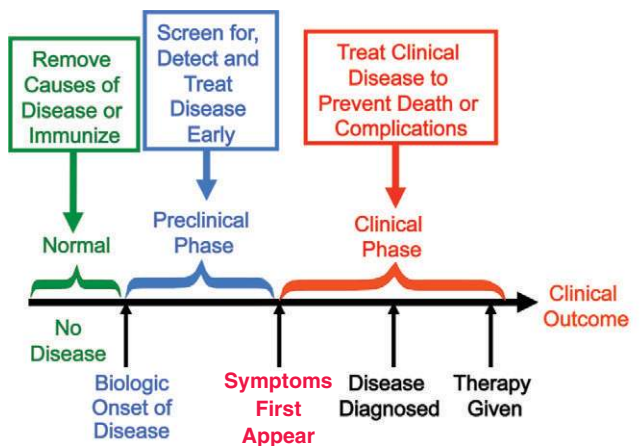 Remove
Causes of
Disease or
Immunize
Screen for,
Detect and
Treat
Disease
Early
Treat Clinical
Disease to
Prevent Death or
Complications
Normal
Preclinical
Phase
Clinical
Phase
Clinical
Outcome
No
Disease
Biologic
Onset of
Disease
Symptoms
First
Appear
Disease
Diagnosed
Therapy
Given